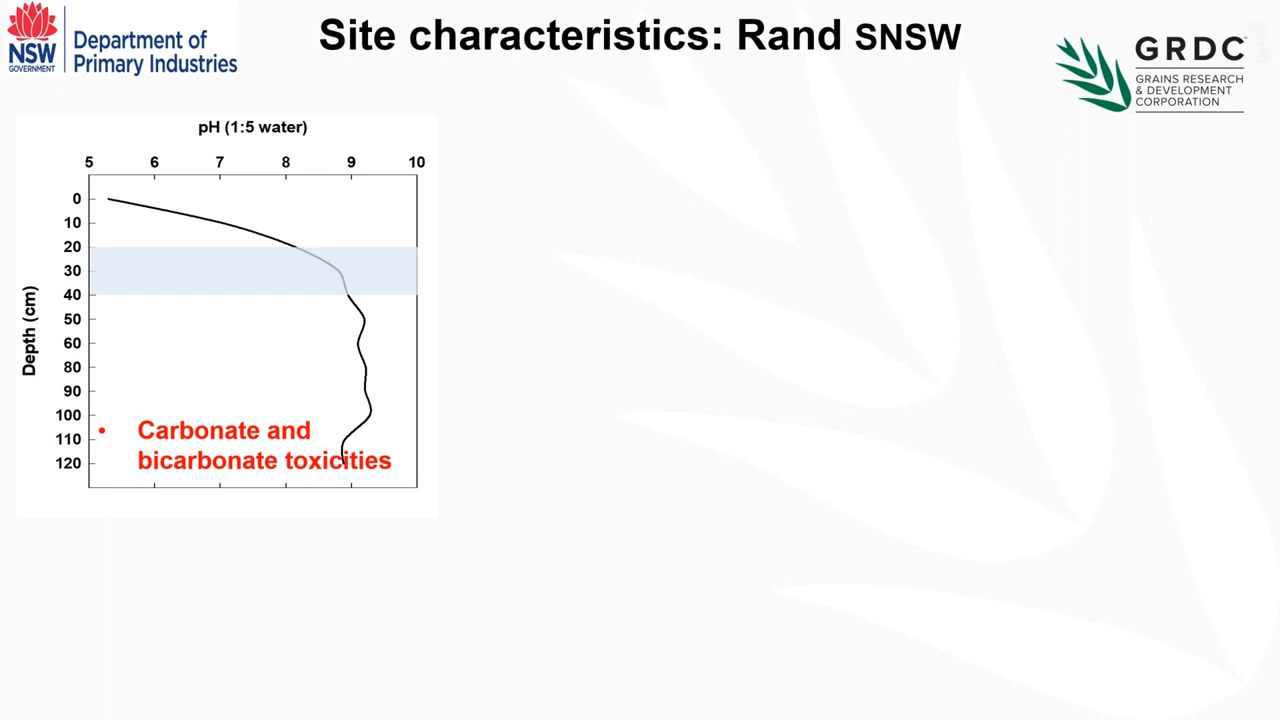 Site characteristics: Rand SNSW
NSW
GOVERNMENT
Department of
Primary Industries
GRDC™
GRAINS RESEARCH
& DEVELOPMENT
CORPORATION
pH (1:5 water)
5 6 7 8 9 10
Depth (cm)
0
10
20
30
40
50
60
80
90
100
110
120
• Carbonate and
bicarbonate toxicities